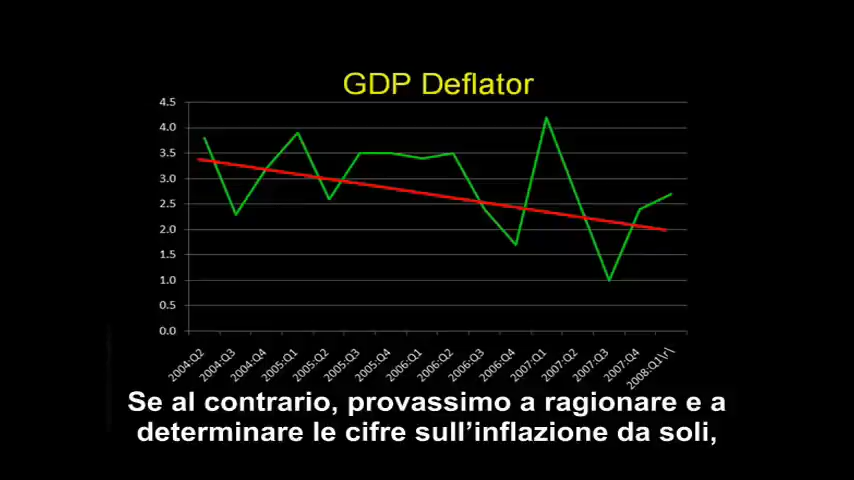 GDP Deflator
4.5
4.0
3.5
3.0
2.5
2.0
1.5
1.0
0.5
0.0
2004:Q2 2004:Q3 2004:Q4 2005:Q1 2005:Q2 2005:Q3 2005:Q4 2006:Q1 2006:Q2 2006:Q3 2006:Q4 2007:Q1 2007:Q2 2007:Q3 2007:Q4 2008:Q1\r\
Se al contrario, provassimo a ragionare e a
determinare le cifre sull’inflazione da soli,